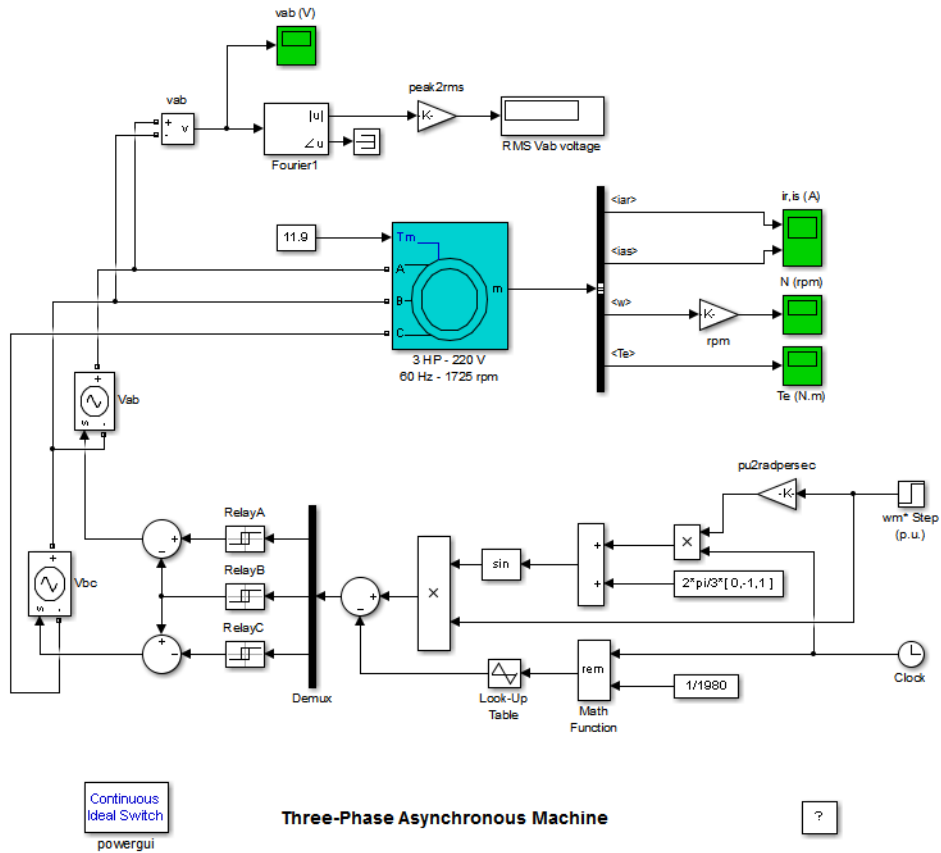 vab (V)
vab
+
-
v
|u|
∠u
Fourier1
peak2rms
-K-
RMS Vab voltage
11.9
Tm
A
B
C
m
3 HP - 220 V
60 Hz - 1725 rpm
<iar>
<ias>
<w>
<Te>
ir,is (A)
N (rpm)
-K-
rpm
Te (N.m)
+
Vab
s
-
+
Vbc
s
-
RelayA
RelayB
RelayC
+
-
+
-
Demux
+
-
×
sin
+
+
×
pu2radpersec
-K-
wm* Step
(p.u.)
2*pi/3*[ 0,-1,1 ]
Look-Up
Table
rem
Math
Function
1/1980
Clock
Continuous
Ideal Switch
powergui
Three-Phase Asynchronous Machine
?